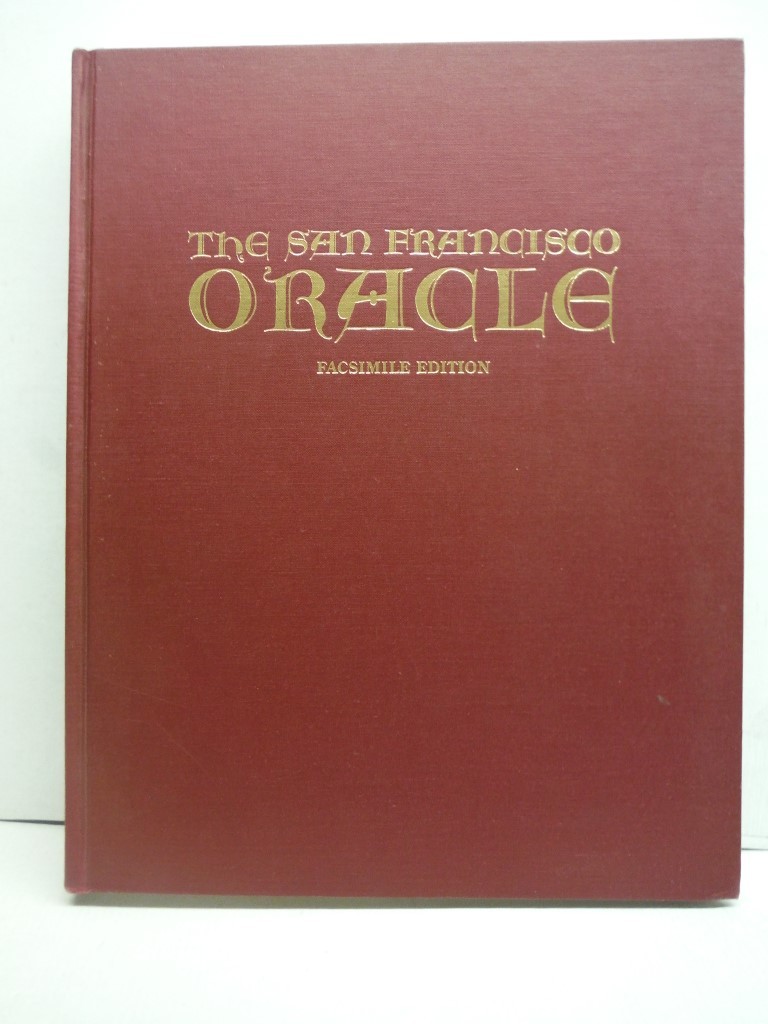 The San Francisco
ORACLE
FACSIMILE EDITION